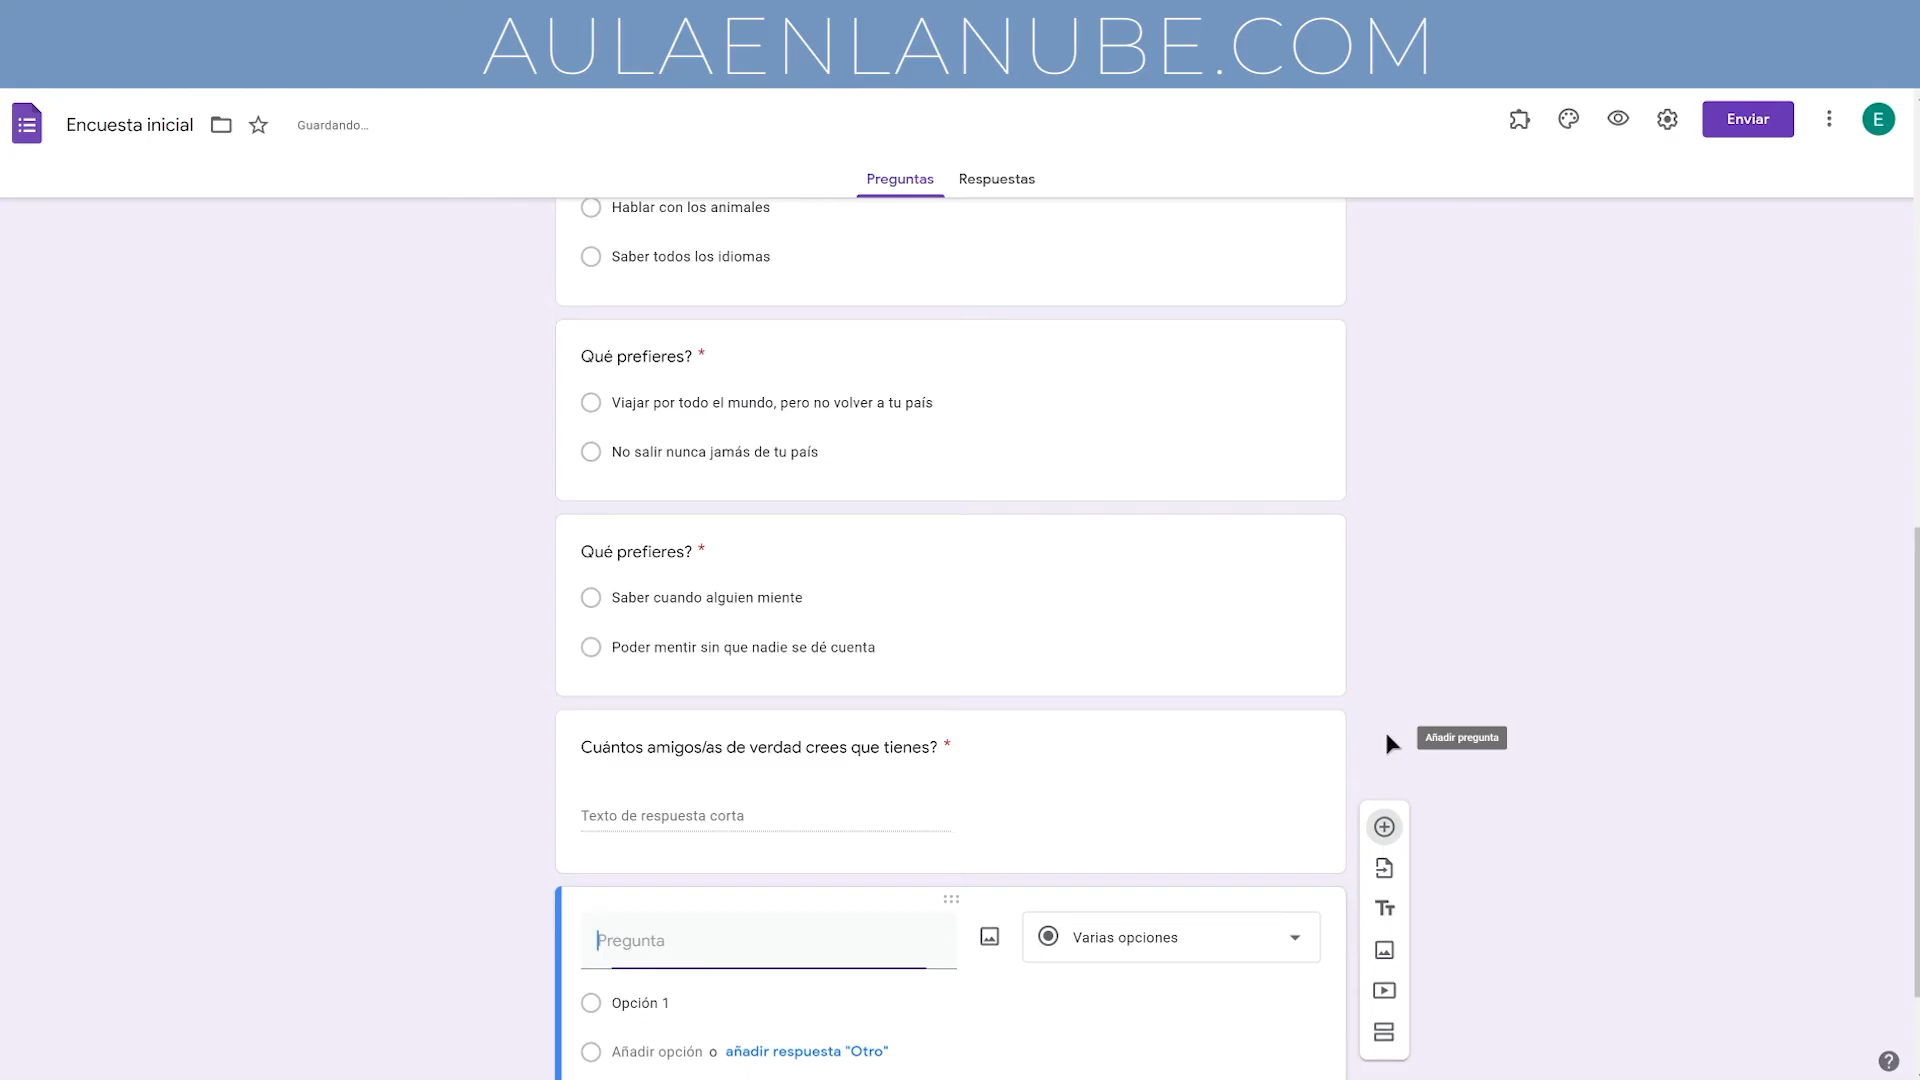 AULAENLANUBE.COM
Encuesta inicial
Guardando...
Enviar
E
Preguntas
Respuestas
Hablar con los animales
Saber todos los idiomas
Qué prefieres? *
Viajar por todo el mundo, pero no volver a tu país
No salir nunca jamás de tu país
Qué prefieres? *
Saber cuando alguien miente
Poder mentir sin que nadie se dé cuenta
Cuántos amigos/as de verdad crees que tienes? *
Añadir pregunta
Texto de respuesta corta
Pregunta
Varias opciones
Opción 1
Añadir opción o añadir respuesta "Otro"